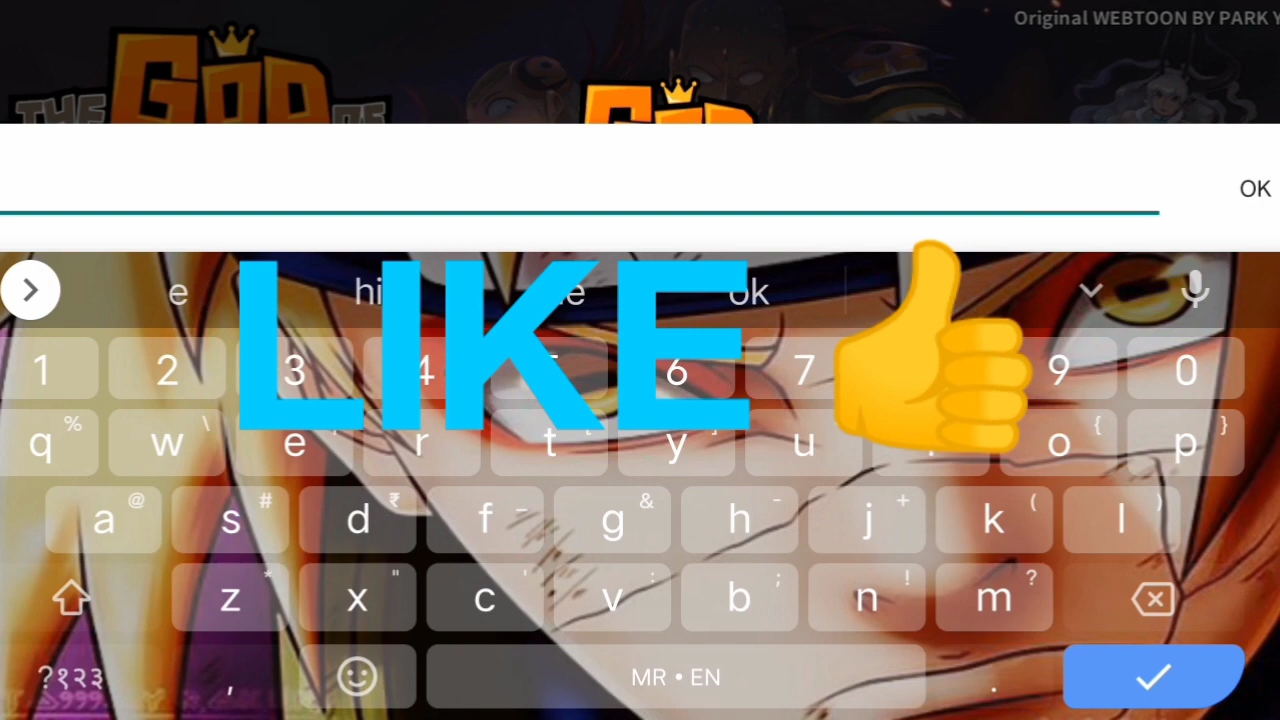 Original WEBTOON BY PARK Y
THE GOD OF
GOD
OK
e hi ok
LIKE 👍
1 2 3 4 6 7 9 0
q % w \ e r t y u o { p }
a @ s # d ₹ f _ g & h - j + k ( l )
z * x " c ' v : b ; n ! m ?
?१२३ , MR • EN .